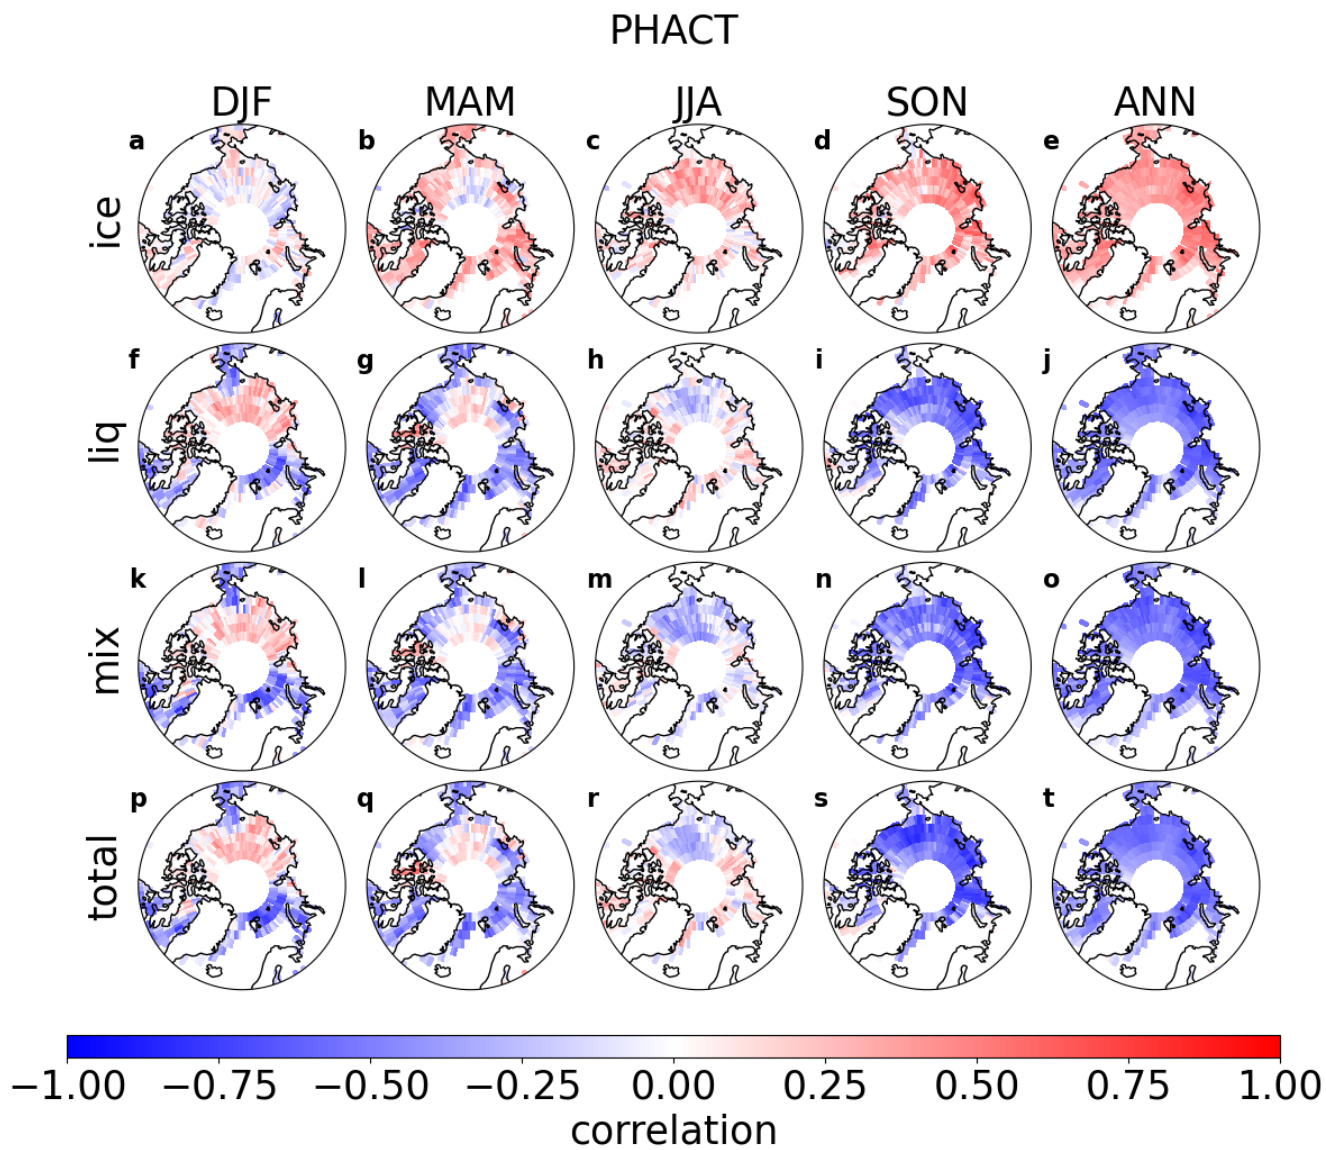 PHACT
DJF MAM JJA SON ANN
a b c d e
ice
f g h i j
liq
k l m n o
mix
p q r s t
total
−1.00 −0.75 −0.50 −0.25 0.00 0.25 0.50 0.75 1.00
correlation